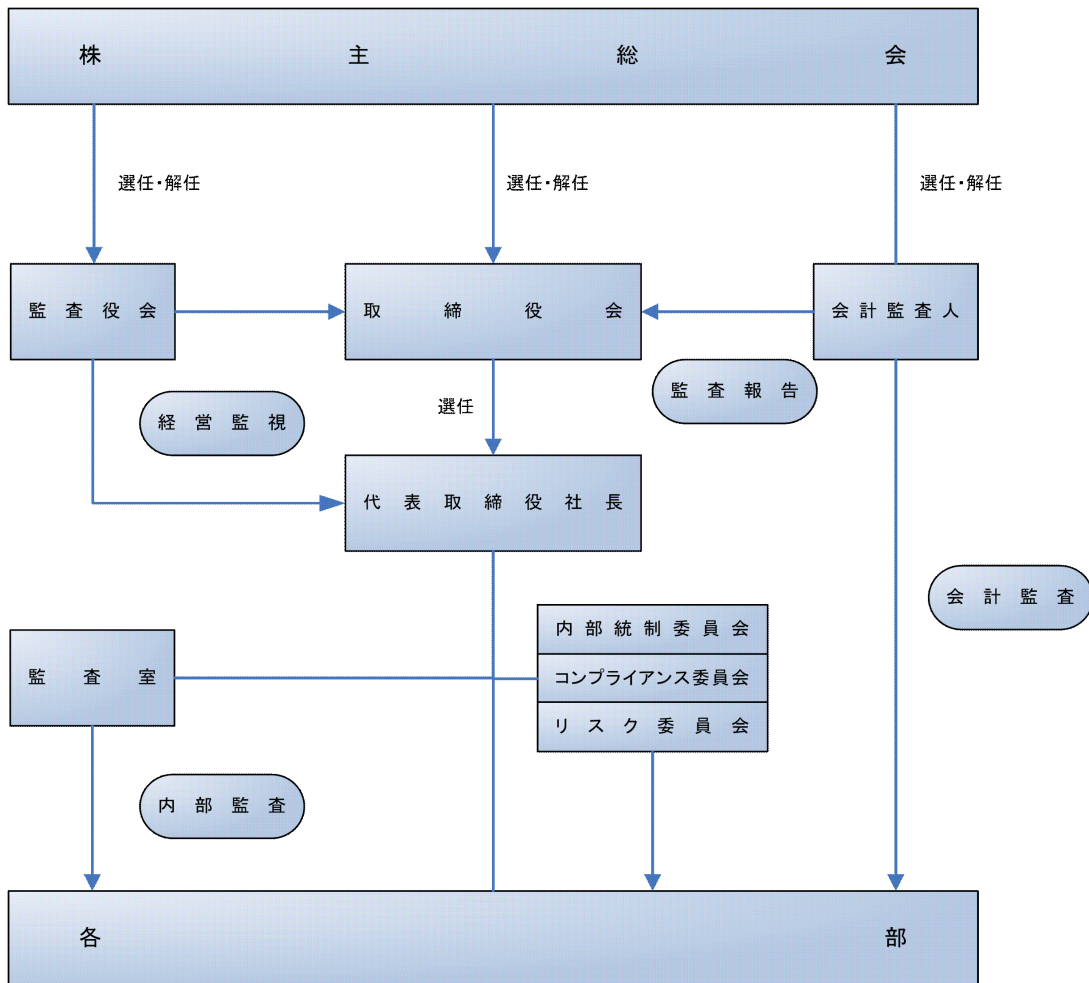 株主総会
選任・解任
選任・解任
選任・解任
監査役会
取締役会
会計監査人
経営監視
選任
監査報告
代表取締役社長
会計監査
内部統制委員会
監査室
コンプライアンス委員会
リスク委員会
内部監査
各部